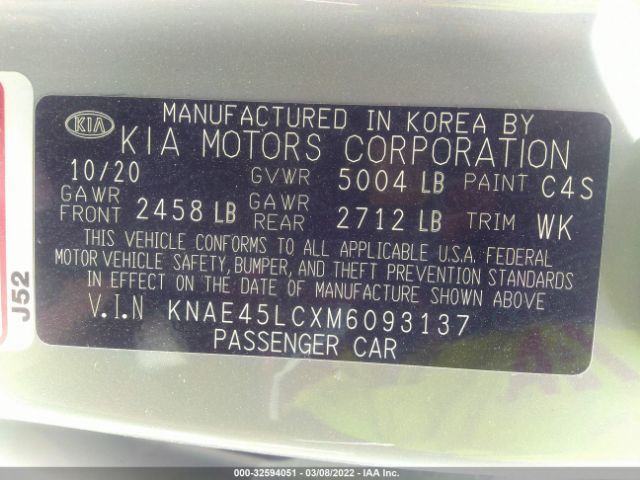 MANUFACTURED IN KOREA BY
KIA
KIA MOTORS CORPORATION
10/20 GVWR 5004 LB PAINT C4S
GAWR FRONT 2458 LB GAWR REAR 2712 LB TRIM WK
THIS VEHICLE CONFORMS TO ALL APPLICABLE U.S.A. FEDERAL
MOTOR VEHICLE SAFETY, BUMPER, AND THEFT PREVENTION STANDARDS
IN EFFECT ON THE DATE OF MANUFACTURE SHOWN ABOVE
V.I.N KNAE45LCXM6093137
PASSENGER CAR
J52
000-32594051 — 03/08/2022 — IAA Inc.